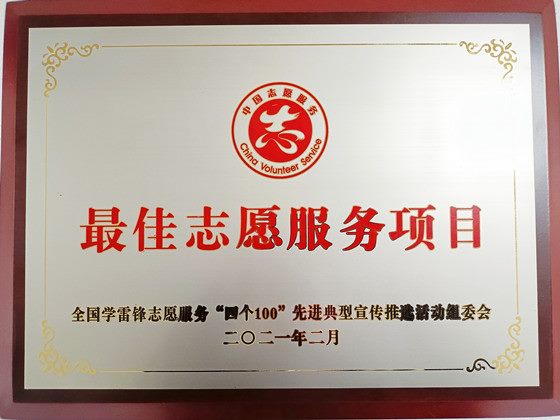 中国志愿服务
志
China Volunteer Service
最佳志愿服务项目
全国学雷锋志愿服务“四个100”先进典型宣传推选活动组委会
二〇二一年二月